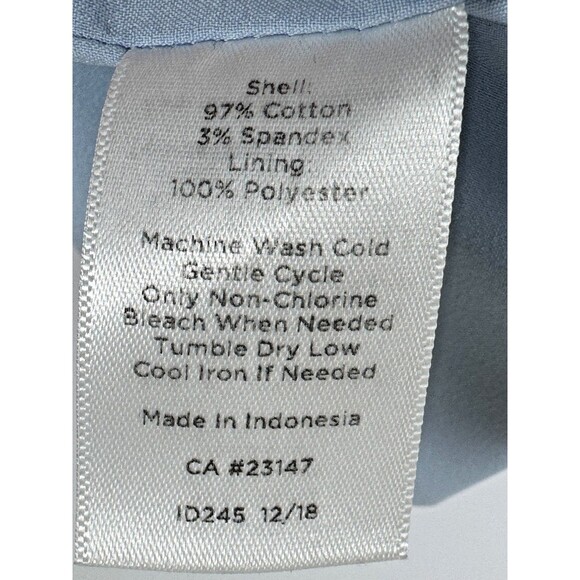 Shell:
97% Cotton
3% Spandex
Lining:
100% Polyester
Machine Wash Cold
Gentle Cycle
Only Non-Chlorine
Bleach When Needed
Tumble Dry Low
Cool Iron If Needed
Made In Indonesia
CA #23147
ID245 12/18